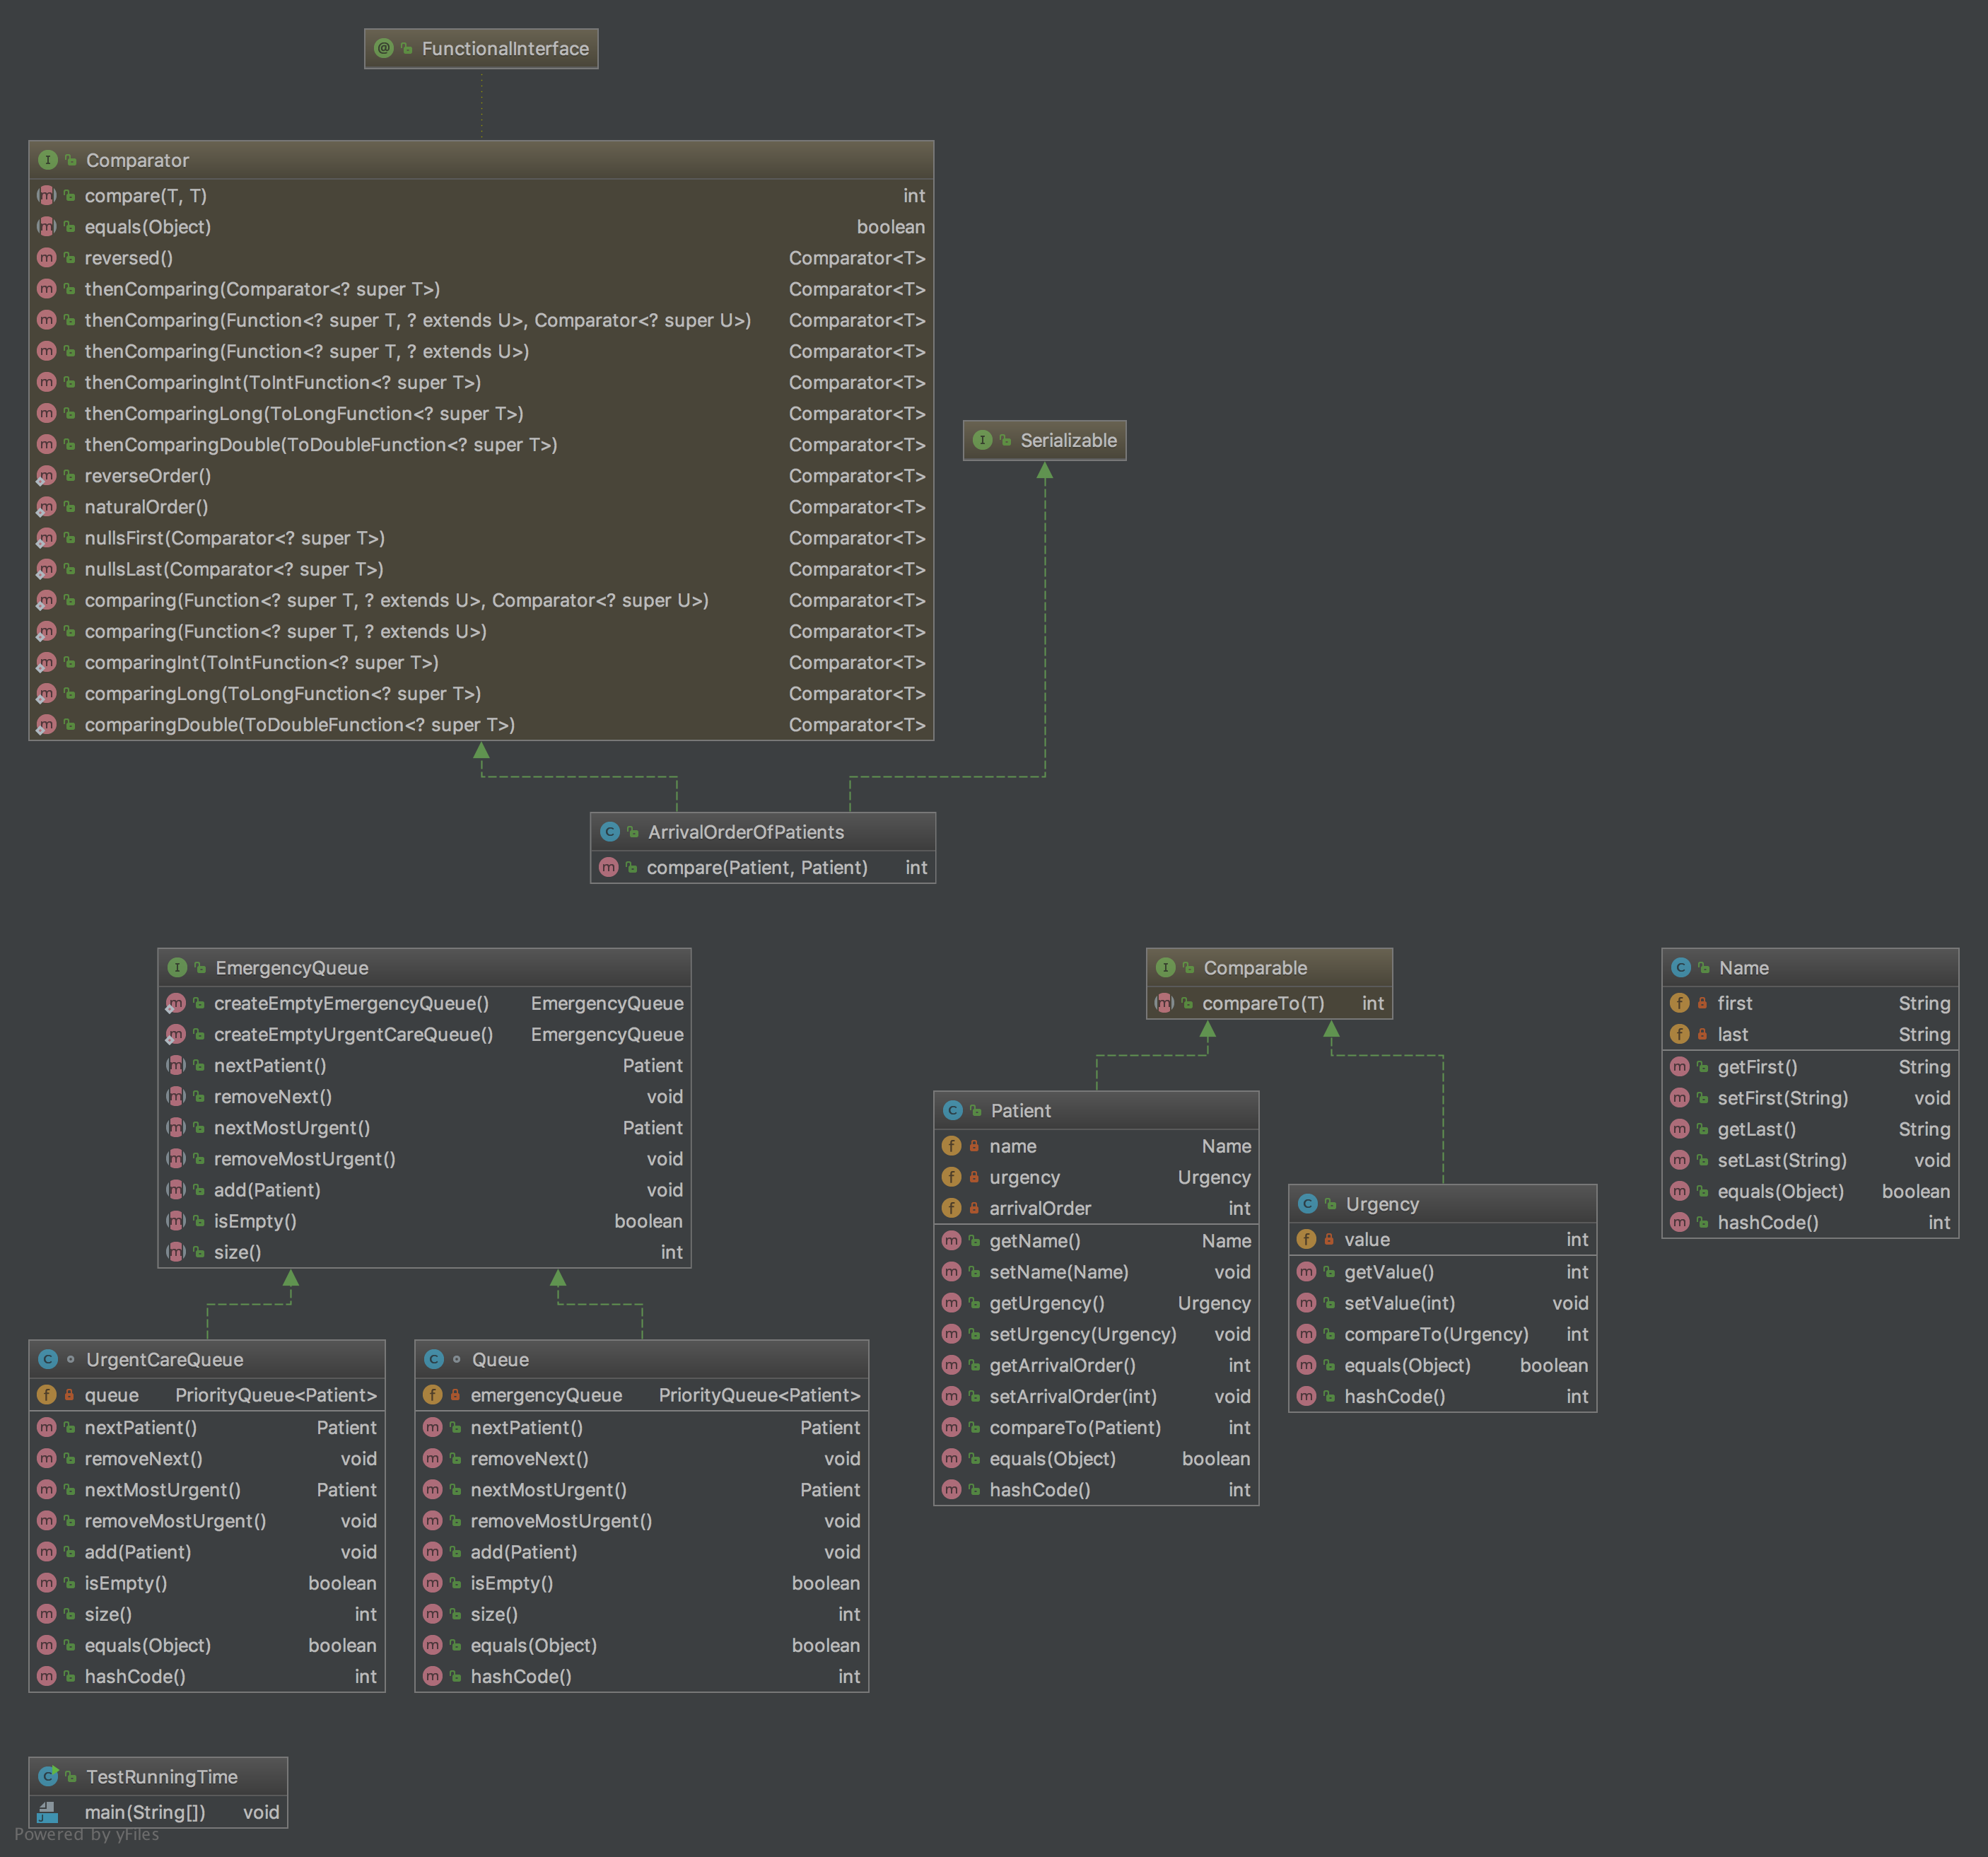 FunctionalInterface
Comparator
compare(T, T) int
equals(Object) boolean
reversed() Comparator<T>
thenComparing(Comparator<? super T>) Comparator<T>
thenComparing(Function<? super T, ? extends U>, Comparator<? super U>) Comparator<T>
thenComparing(Function<? super T, ? extends U>) Comparator<T>
thenComparingInt(ToIntFunction<? super T>) Comparator<T>
thenComparingLong(ToLongFunction<? super T>) Comparator<T>
thenComparingDouble(ToDoubleFunction<? super T>) Comparator<T>
reverseOrder() Comparator<T>
naturalOrder() Comparator<T>
nullsFirst(Comparator<? super T>) Comparator<T>
nullsLast(Comparator<? super T>) Comparator<T>
comparing(Function<? super T, ? extends U>, Comparator<? super U>) Comparator<T>
comparing(Function<? super T, ? extends U>) Comparator<T>
comparingInt(ToIntFunction<? super T>) Comparator<T>
comparingLong(ToLongFunction<? super T>) Comparator<T>
comparingDouble(ToDoubleFunction<? super T>) Comparator<T>
Serializable
ArrivalOrderOfPatients
compare(Patient, Patient) int
EmergencyQueue
createEmptyEmergencyQueue() EmergencyQueue
createEmptyUrgentCareQueue() EmergencyQueue
nextPatient() Patient
removeNext() void
nextMostUrgent() Patient
removeMostUrgent() void
add(Patient) void
isEmpty() boolean
size() int
Comparable
compareTo(T) int
Name
first String
last String
getFirst() String
setFirst(String) void
getLast() String
setLast(String) void
equals(Object) boolean
hashCode() int
Patient
name Name
urgency Urgency
arrivalOrder int
getName() Name
setName(Name) void
getUrgency() Urgency
setUrgency(Urgency) void
getArrivalOrder() int
setArrivalOrder(int) void
compareTo(Patient) int
equals(Object) boolean
hashCode() int
Urgency
value int
getValue() int
setValue(int) void
compareTo(Urgency) int
equals(Object) boolean
hashCode() int
UrgentCareQueue
queue PriorityQueue<Patient>
nextPatient() Patient
removeNext() void
nextMostUrgent() Patient
removeMostUrgent() void
add(Patient) void
isEmpty() boolean
size() int
equals(Object) boolean
hashCode() int
Queue
emergencyQueue PriorityQueue<Patient>
nextPatient() Patient
removeNext() void
nextMostUrgent() Patient
removeMostUrgent() void
add(Patient) void
isEmpty() boolean
size() int
equals(Object) boolean
hashCode() int
TestRunningTime
main(String[]) void
Powered by yFiles